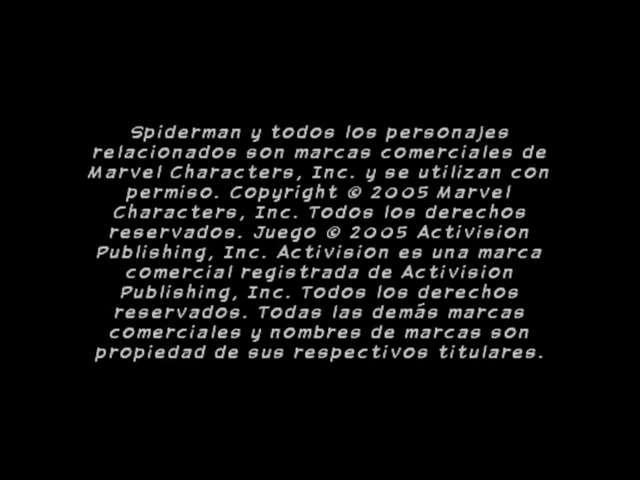 Spiderman y todos los personajes
relacionados son marcas comerciales de
Marvel Characters, Inc. y se utilizan con
permiso. Copyright © 2005 Marvel
Characters, Inc. Todos los derechos
reservados. Juego © 2005 Activision
Publishing, Inc. Activision es una marca
comercial registrada de Activision
Publishing, Inc. Todos los derechos
reservados. Todas las demás marcas
comerciales y nombres de marcas son
propiedad de sus respectivos titulares.